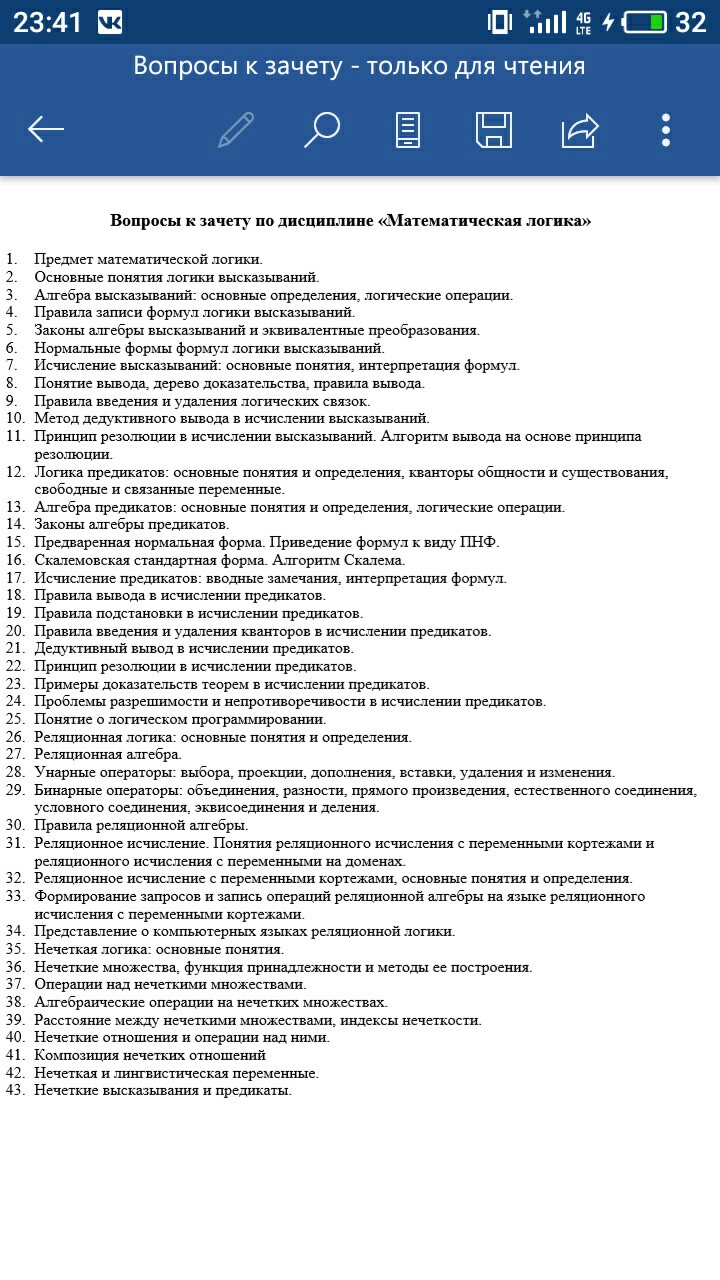 23:41
4G
LTE
32
Вопросы к зачету - только для чтения
Вопросы к зачету по дисциплине «Математическая логика»
1. Предмет математической логики.
2. Основные понятия логики высказываний.
3. Алгебра высказываний: основные определения, логические операции.
4. Правила записи формул логики высказываний.
5. Законы алгебры высказываний и эквивалентные преобразования.
6. Нормальные формы формул логики высказываний.
7. Исчисление высказываний: основные понятия, интерпретация формул.
8. Понятие вывода, дерево доказательства, правила вывода.
9. Правила введения и удаления логических связок.
10. Метод дедуктивного вывода в исчислении высказываний.
11. Принцип резолюции в исчислении высказываний. Алгоритм вывода на основе принципа
резолюции.
12. Логика предикатов: основные понятия и определения, кванторы общности и существования,
свободные и связанные переменные.
13. Алгебра предикатов: основные понятия и определения, логические операции.
14. Законы алгебры предикатов.
15. Предваренная нормальная форма. Приведение формул к виду ПНФ.
16. Скалемовская стандартная форма. Алгоритм Скалема.
17. Исчисление предикатов: вводные замечания, интерпретация формул.
18. Правила вывода в исчислении предикатов.
19. Правила подстановки в исчислении предикатов.
20. Правила введения и удаления кванторов в исчислении предикатов.
21. Дедуктивный вывод в исчислении предикатов.
22. Принцип резолюции в исчислении предикатов.
23. Примеры доказательств теорем в исчислении предикатов.
24. Проблемы разрешимости и непротиворечивости в исчислении предикатов.
25. Понятие о логическом программировании.
26. Реляционная логика: основные понятия и определения.
27. Реляционная алгебра.
28. Унарные операторы: выбора, проекции, дополнения, вставки, удаления и изменения.
29. Бинарные операторы: объединения, разности, прямого произведения, естественного соединения,
условного соединения, эквисоединения и деления.
30. Правила реляционной алгебры.
31. Реляционное исчисление. Понятия реляционного исчисления с переменными кортежами и
реляционного исчисления с переменными на доменах.
32. Реляционное исчисление с переменными кортежами, основные понятия и определения.
33. Формирование запросов и запись операций реляционной алгебры на языке реляционного
исчисления с переменными кортежами.
34. Представление о компьютерных языках реляционной логики.
35. Нечеткая логика: основные понятия.
36. Нечеткие множества, функция принадлежности и методы ее построения.
37. Операции над нечеткими множествами.
38. Алгебраические операции на нечетких множествах.
39. Расстояние между нечеткими множествами, индексы нечеткости.
40. Нечеткие отношения и операции над ними.
41. Композиция нечетких отношений
42. Нечеткая и лингвистическая переменные.
43. Нечеткие высказывания и предикаты.